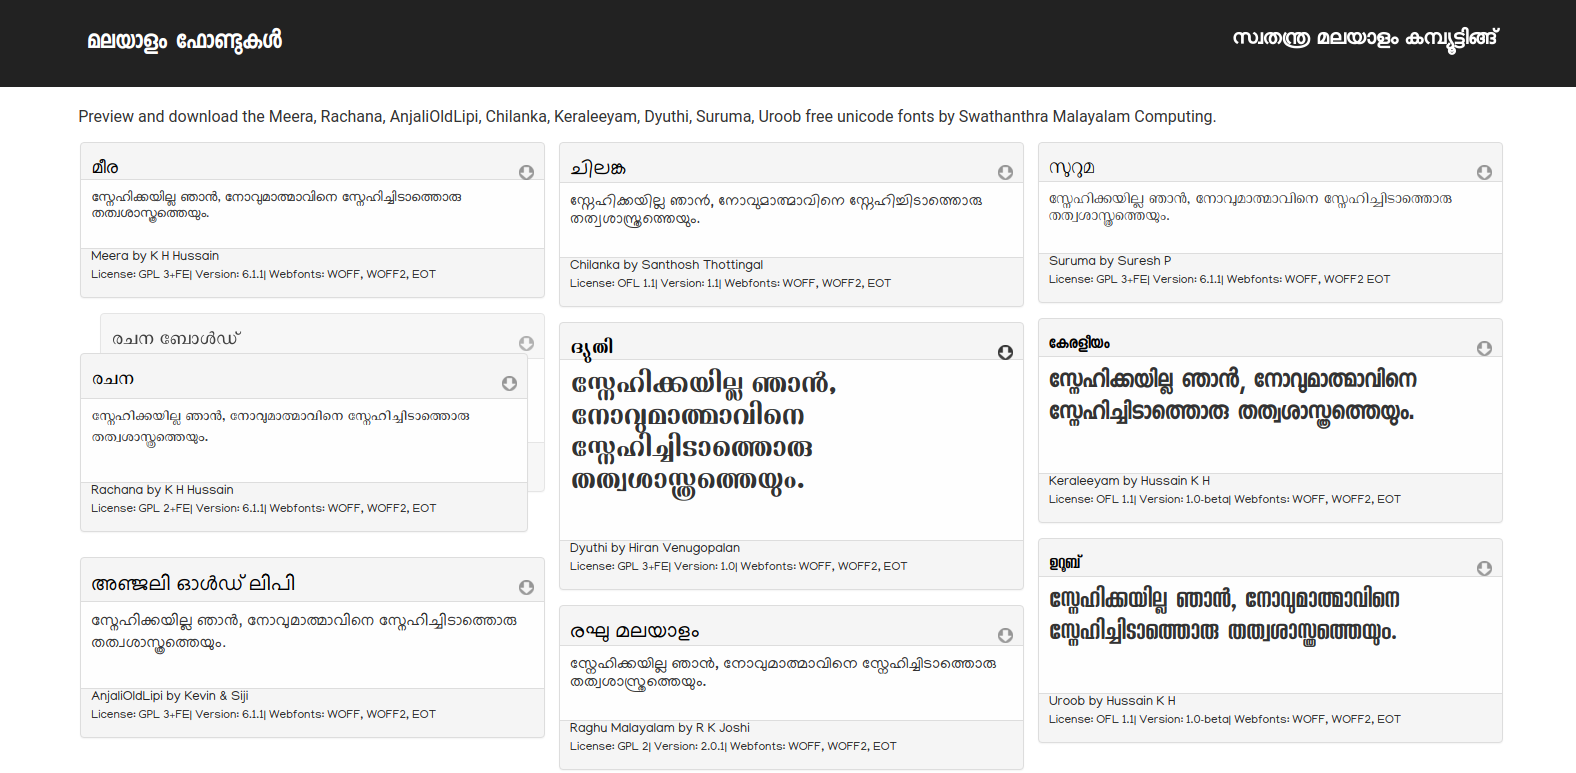 മലയാളം ഫോണ്ടുകൾ
സ്വതന്ത്ര മലയാളം കമ്പ്യൂട്ടിങ്ങ്
Preview and download the Meera, Rachana, AnjaliOldLipi, Chilanka, Keraleeyam, Dyuthi, Suruma, Uroob free unicode fonts by Swathanthra Malayalam Computing.
മീര
സ്നേഹിക്കയില്ല ഞാൻ, നോവുമാത്മാവിനെ സ്നേഹിച്ചിടാത്തൊരു
തത്വശാസ്ത്രത്തെയും.
Meera by K H Hussain
License: GPL 3+FE| Version: 6.1.1| Webfonts: WOFF, WOFF2, EOT
രചന ബോൾഡ്
രചന
സ്നേഹിക്കയില്ല ഞാൻ, നോവുമാത്മാവിനെ സ്നേഹിച്ചിടാത്തൊരു
തത്വശാസ്ത്രത്തെയും.
Rachana by K H Hussain
License: GPL 2+FE| Version: 6.1.1| Webfonts: WOFF, WOFF2, EOT
അഞ്ജലി ഓൾഡ് ലിപി
സ്നേഹിക്കയില്ല ഞാൻ, നോവുമാത്മാവിനെ സ്നേഹിച്ചിടാത്തൊരു
തത്വശാസ്ത്രത്തെയും.
AnjaliOldLipi by Kevin & Siji
License: GPL 3+FE| Version: 6.1.1| Webfonts: WOFF, WOFF2, EOT
ചിലങ്ക
സ്നേഹിക്കയില്ല ഞാൻ, നോവുമാത്മാവിനെ സ്നേഹിച്ചിടാത്തൊരു
തത്വശാസ്ത്രത്തെയും.
Chilanka by Santhosh Thottingal
License: OFL 1.1| Version: 1.1| Webfonts: WOFF, WOFF2, EOT
ദ്യുതി
സ്നേഹിക്കയില്ല ഞാൻ,
നോവുമാത്മാവിനെ
സ്നേഹിച്ചിടാത്തൊരു
തത്വശാസ്ത്രത്തെയും.
Dyuthi by Hiran Venugopalan
License: GPL 3+FE| Version: 1.0| Webfonts: WOFF, WOFF2, EOT
രഘു മലയാളം
സ്നേഹിക്കയില്ല ഞാൻ, നോവുമാത്മാവിനെ സ്നേഹിച്ചിടാത്തൊരു
തത്വശാസ്ത്രത്തെയും.
Raghu Malayalam by R K Joshi
License: GPL 2| Version: 2.0.1| Webfonts: WOFF, WOFF2, EOT
സുറുമ
സ്നേഹിക്കയില്ല ഞാൻ, നോവുമാത്മാവിനെ സ്നേഹിച്ചിടാത്തൊരു
തത്വശാസ്ത്രത്തെയും.
Suruma by Suresh P
License: GPL 3+FE| Version: 6.1.1| Webfonts: WOFF, WOFF2 EOT
കേരളീയം
സ്നേഹിക്കയില്ല ഞാൻ, നോവുമാത്മാവിനെ
സ്നേഹിച്ചിടാത്തൊരു തത്വശാസ്ത്രത്തെയും.
Keraleeyam by Hussain K H
License: OFL 1.1| Version: 1.0-beta| Webfonts: WOFF, WOFF2, EOT
ഉറൂബ്
സ്നേഹിക്കയില്ല ഞാൻ, നോവുമാത്മാവിനെ
സ്നേഹിച്ചിടാത്തൊരു തത്വശാസ്ത്രത്തെയും.
Uroob by Hussain K H
License: OFL 1.1| Version: 1.0-beta| Webfonts: WOFF, WOFF2, EOT